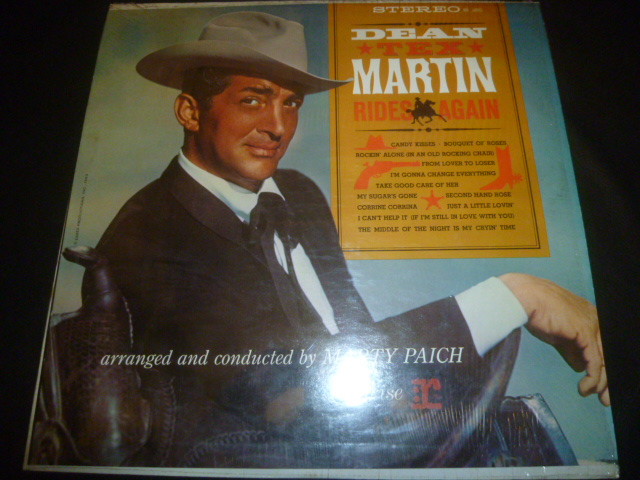 STEREO
DEAN
TEX
MARTIN
RIDES AGAIN
CANDY KISSES · BOUQUET OF ROSES
ROCKIN' ALONE (IN AN OLD ROCKING CHAIR)
FROM LOVER TO LOSER
I'M GONNA CHANGE EVERYTHING
TAKE GOOD CARE OF HER
MY SUGAR'S GONE SECOND HAND ROSE
CORRINE CORRINA JUST A LITTLE LOVIN'
I CAN'T HELP IT (IF I'M STILL IN LOVE WITH YOU)
THE MIDDLE OF THE NIGHT IS MY CRYIN' TIME
arranged and conducted by MARTY PAICH
r